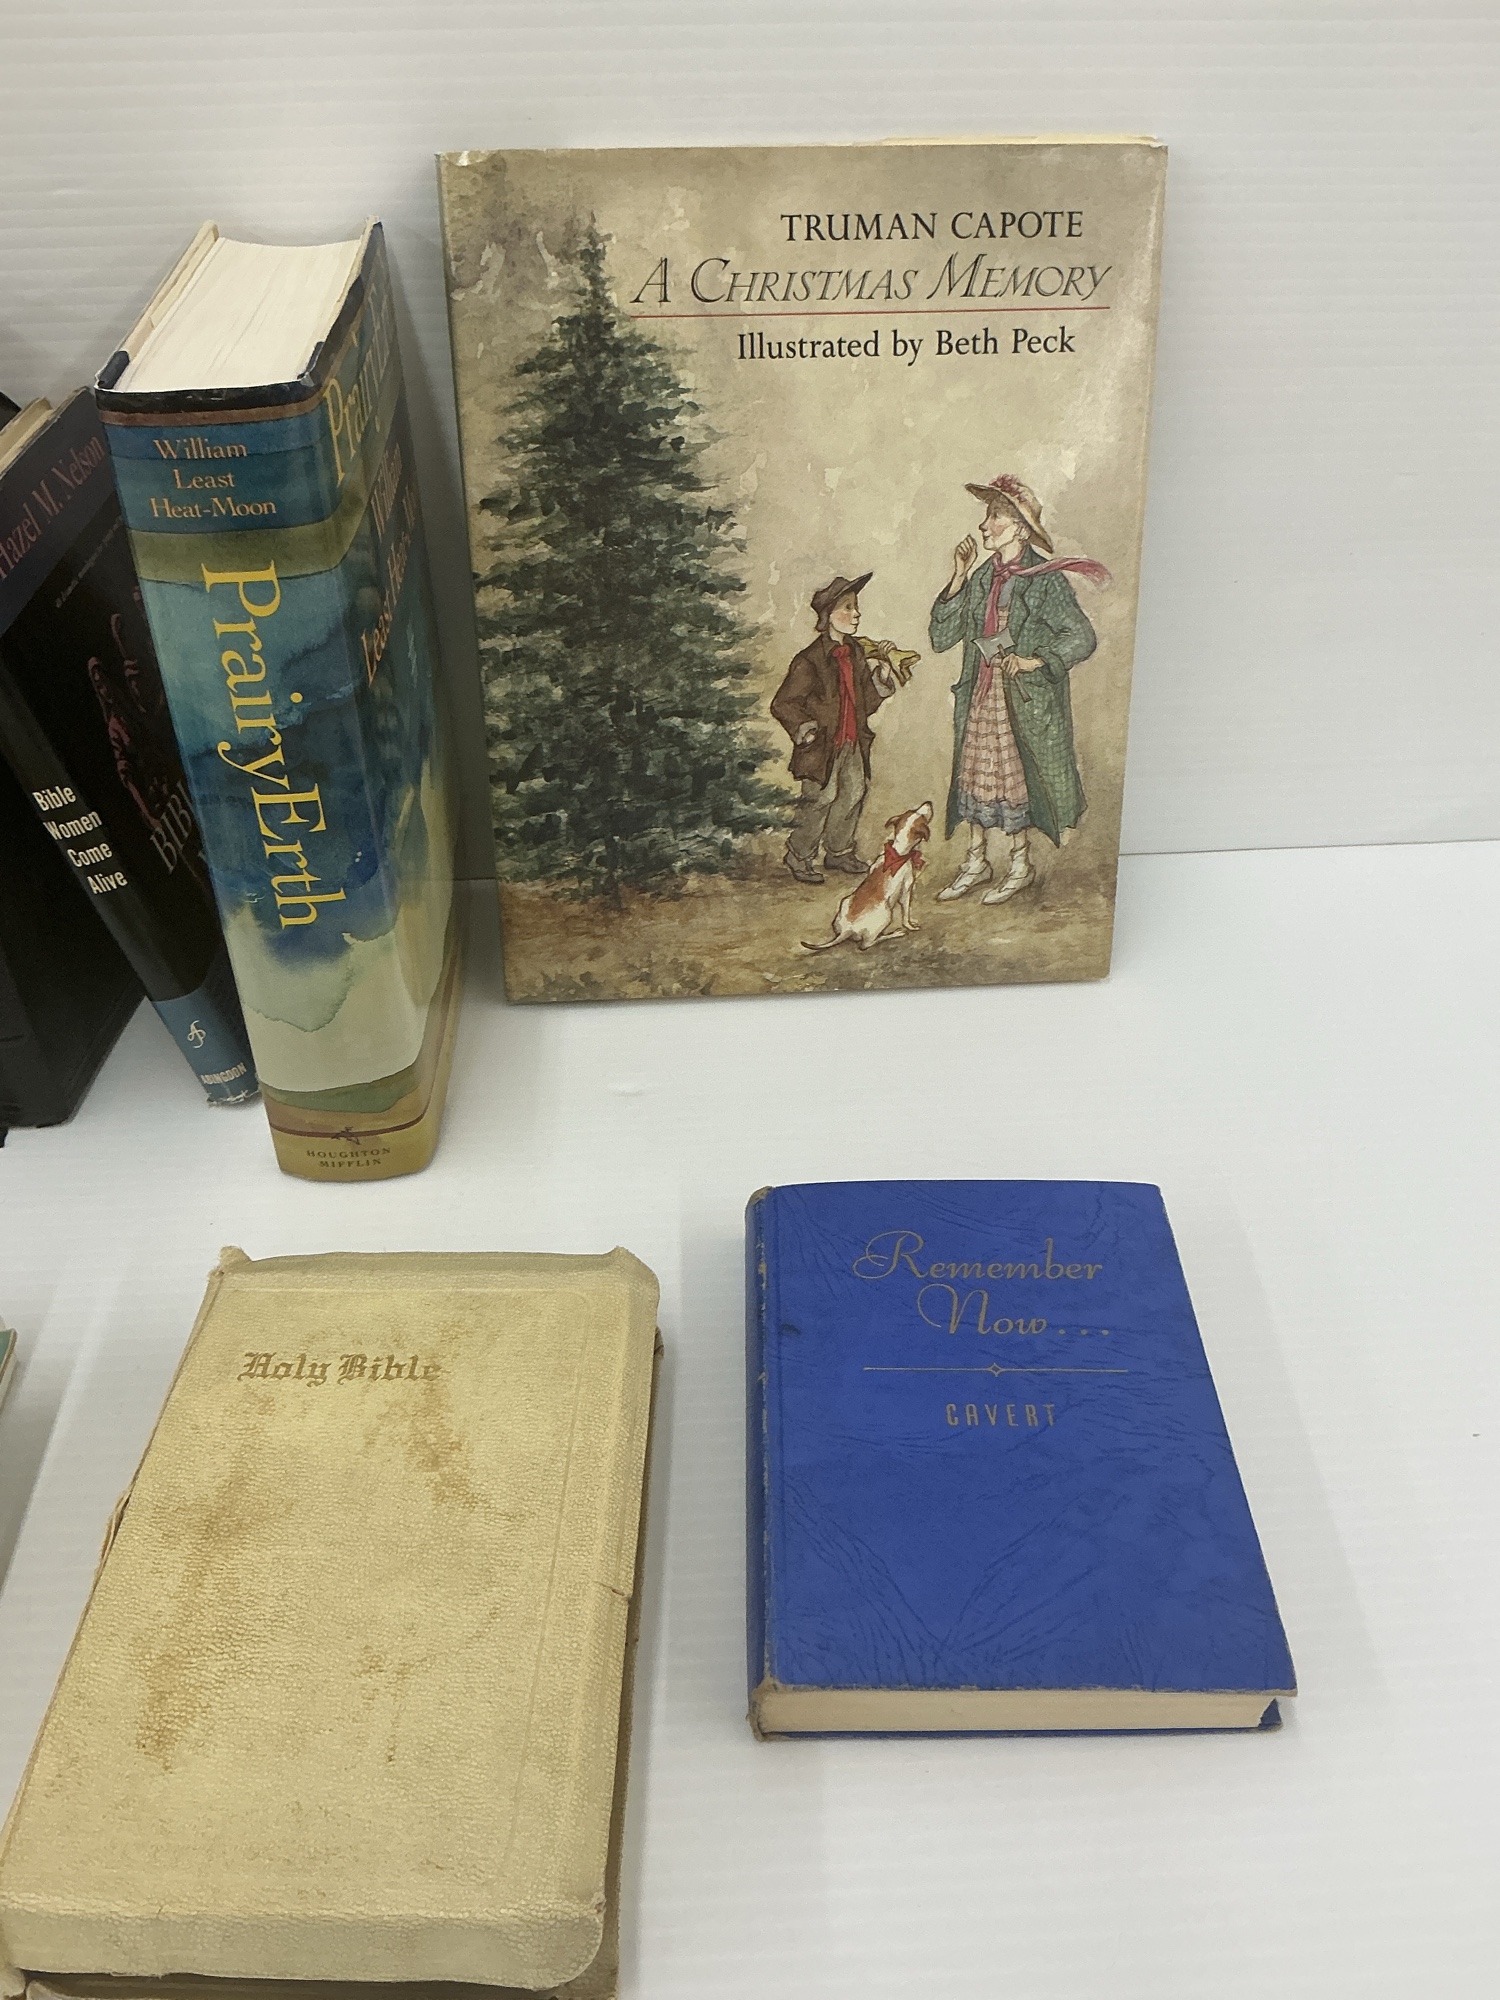 TRUMAN CAPOTE
A CHRISTMAS MEMORY
Illustrated by Beth Peck
William
Least
Heat-Moon
PrairyErth
HOUGHTON
MIFFLIN
Hazel M. Nelson
Bible
Women
Come
Alive
ABINGDON
Holy Bible
Remember
Now...
CAVERT